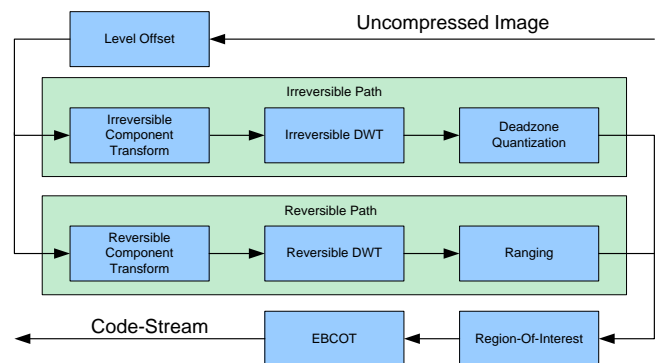 Uncompressed Image
Level Offset
Irreversible Path
Irreversible
Component
Transform
Irreversible DWT
Deadzone
Quantization
Reversible Path
Reversible
Component
Transform
Reversible DWT
Ranging
Code-Stream
EBCOT
Region-Of-Interest